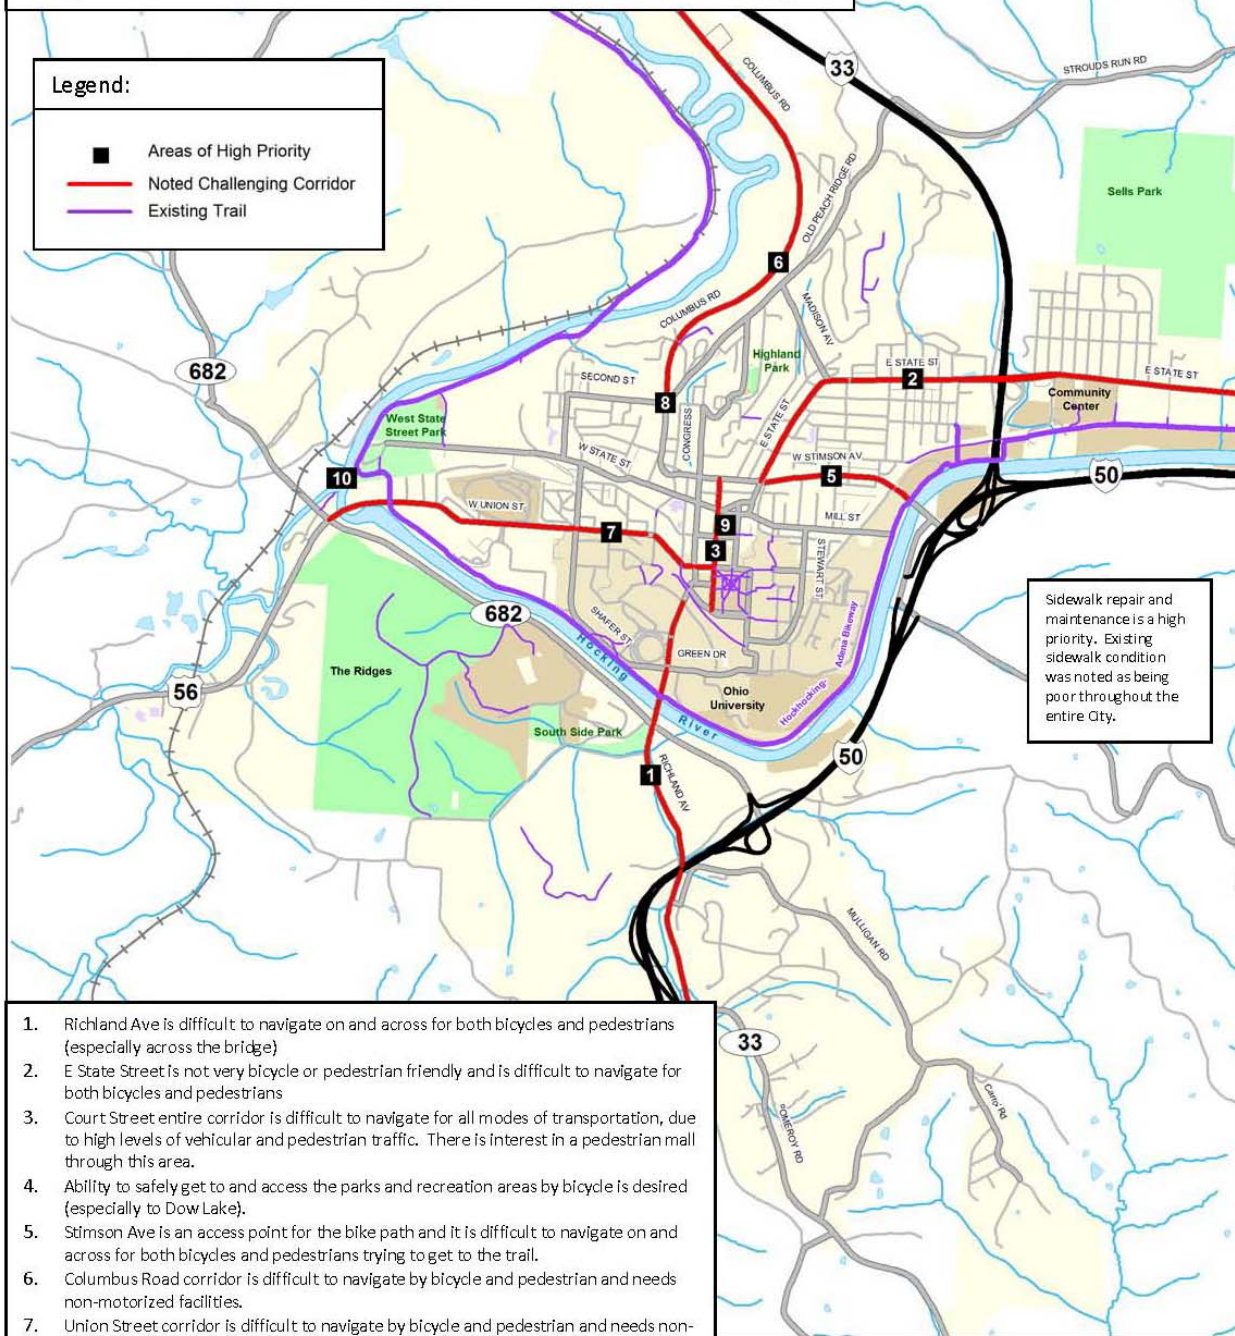 Legend:
Areas of High Priority
Noted Challenging Corridor
Existing Trail
33
STROUDS RUN RD
COLUMBUS RD
OLD PEACH RIDGE RD
Sells Park
6
COLUMBUS RD
MADISON AV
682
Highland
Park
E STATE ST
2
E STATE ST
SECOND ST
Community
Center
8
CONGRESS
E STATE ST
West State
Street Park
W STATE ST
W STIMSON AV
10
5
50
W UNION ST
MILL ST
9
7
3
STEWART ST
682
SHAFER ST
Hocking
River
GREEN DR
Hockhocking-
Adena Bikeway
The Ridges
Ohio
University
56
South Side Park
50
1
RICHLAND AV
Sidewalk repair and
maintenance is a high
priority. Existing
sidewalk condition
was noted as being
poor throughout the
entire City.
MULLIGAN RD
33
POMEROY RD
Carrol Rd
1. Richland Ave is difficult to navigate on and across for both bicycles and pedestrians
(especially across the bridge)
2. E State Street is not very bicycle or pedestrian friendly and is difficult to navigate for
both bicycles and pedestrians
3. Court Street entire corridor is difficult to navigate for all modes of transportation, due
to high levels of vehicular and pedestrian traffic. There is interest in a pedestrian mall
through this area.
4. Ability to safely get to and access the parks and recreation areas by bicycle is desired
(especially to Dow Lake).
5. Stimson Ave is an access point for the bike path and it is difficult to navigate on and
across for both bicycles and pedestrians trying to get to the trail.
6. Columbus Road corridor is difficult to navigate by bicycle and pedestrian and needs
non-motorized facilities.
7. Union Street corridor is difficult to navigate by bicycle and pedestrian and needs non-